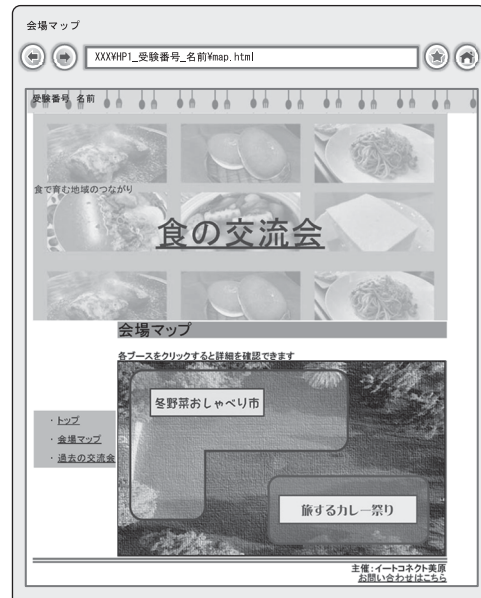 会場マップ
XXX¥HP1_受験番号_名前¥map.html
受験番号 名前
食で育む地域のつながり
食の交流会
会場マップ
各ブースをクリックすると詳細を確認できます
冬野菜おしゃべり市
・トップ
・会場マップ
・過去の交流会
旅するカレー祭り
主催:イートコネクト美原
お問い合わせはこちら